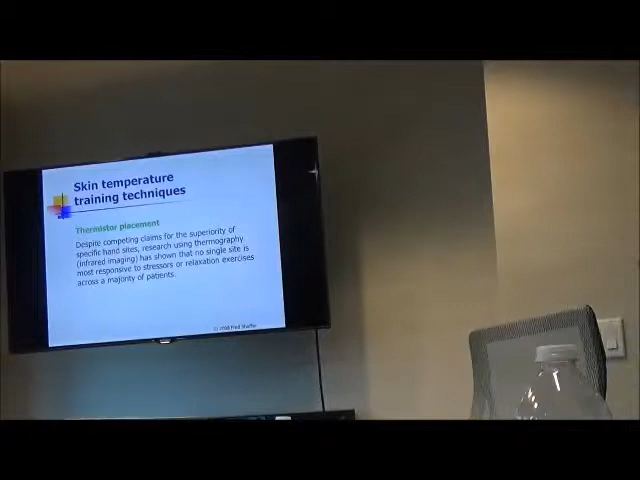 Skin temperature
training techniques
Thermistor placement
Despite competing claims for the superiority of
specific hand sites, research using thermography
(infrared imaging) has shown that no single site is
most responsive to stressors or relaxation exercises
across a majority of patients.
Fred Shaffer